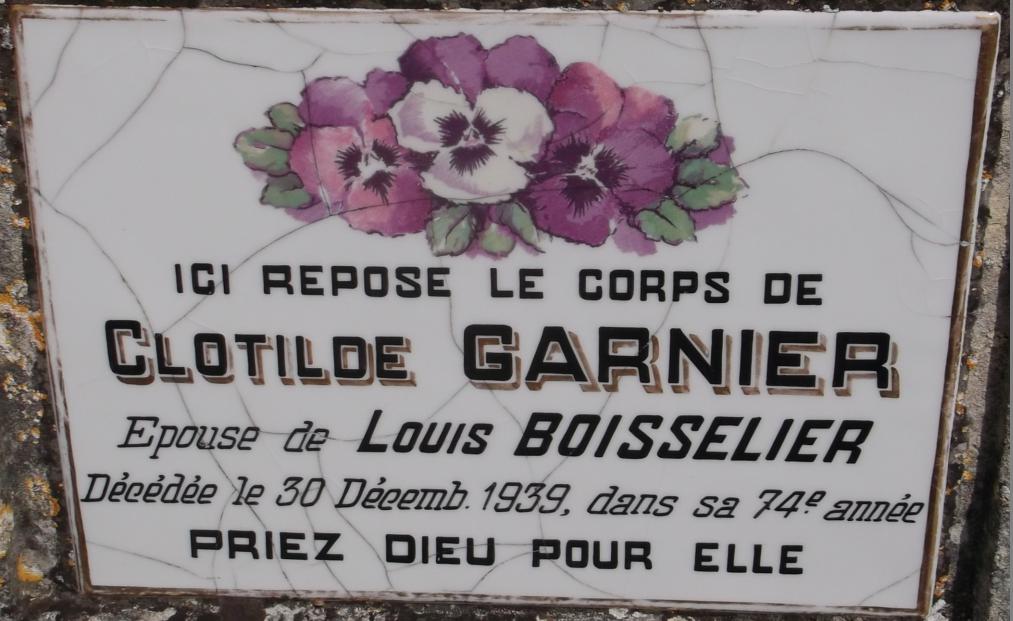 ICI REPOSE LE CORPS DE
CLOTILDE GARNIER
Epouse de LOUIS BOISSELIER
Décédée le 30 Décemb. 1939, dans sa 74e année
PRIEZ DIEU POUR ELLE